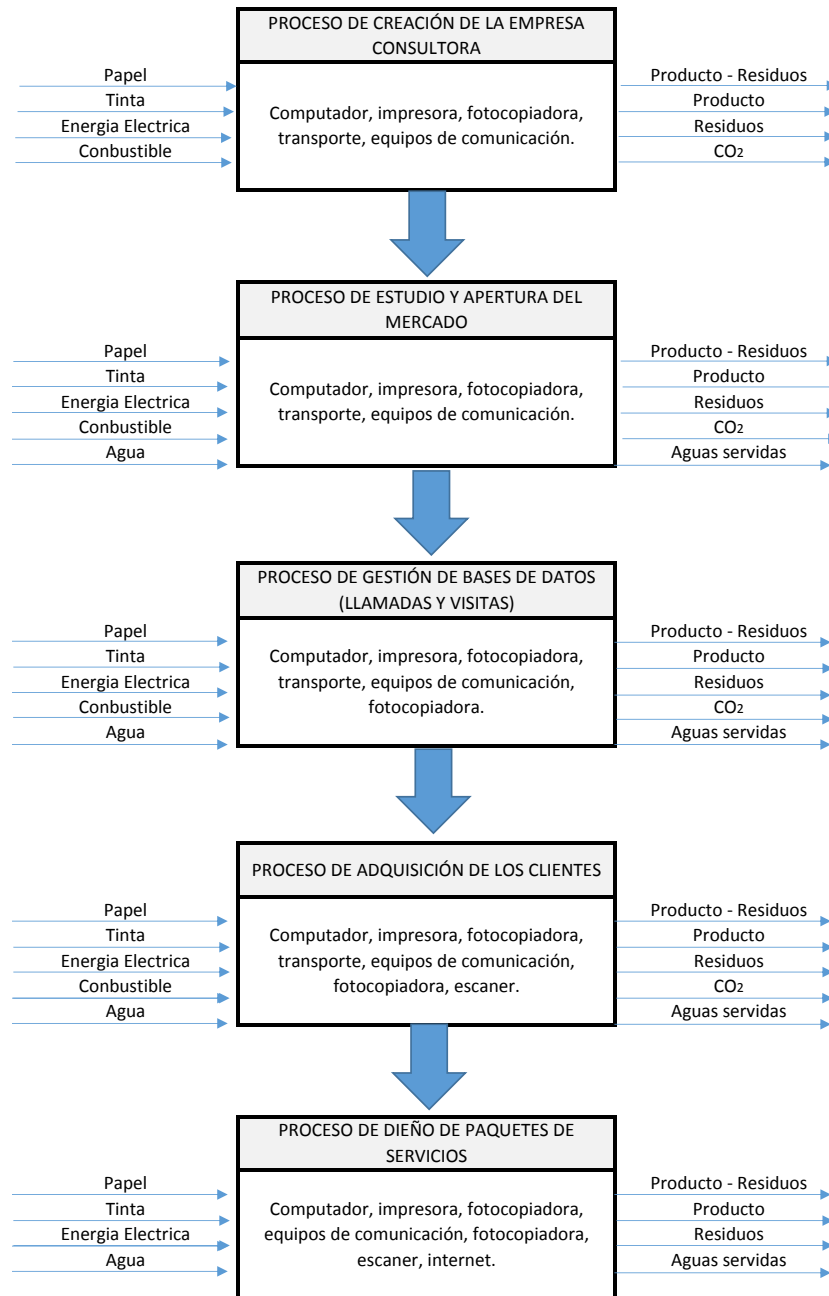 PROCESO DE CREACIÓN DE LA EMPRESA
CONSULTORA
Papel
Tinta
Energia Electrica
Conbustible
Computador, impresora, fotocopiadora,
transporte, equipos de comunicación.
Producto - Residuos
Producto
Residuos
CO2
PROCESO DE ESTUDIO Y APERTURA DEL
MERCADO
Papel
Tinta
Energia Electrica
Conbustible
Agua
Computador, impresora, fotocopiadora,
transporte, equipos de comunicación.
Producto - Residuos
Producto
Residuos
CO2
Aguas servidas
PROCESO DE GESTIÓN DE BASES DE DATOS
(LLAMADAS Y VISITAS)
Papel
Tinta
Energia Electrica
Conbustible
Agua
Computador, impresora, fotocopiadora,
transporte, equipos de comunicación,
fotocopiadora.
Producto - Residuos
Producto
Residuos
CO2
Aguas servidas
PROCESO DE ADQUISICIÓN DE LOS CLIENTES
Papel
Tinta
Energia Electrica
Conbustible
Agua
Computador, impresora, fotocopiadora,
transporte, equipos de comunicación,
fotocopiadora, escaner.
Producto - Residuos
Producto
Residuos
CO2
Aguas servidas
PROCESO DE DIEÑO DE PAQUETES DE
SERVICIOS
Papel
Tinta
Energia Electrica
Agua
Computador, impresora, fotocopiadora,
equipos de comunicación, fotocopiadora,
escaner, internet.
Producto - Residuos
Producto
Residuos
Aguas servidas